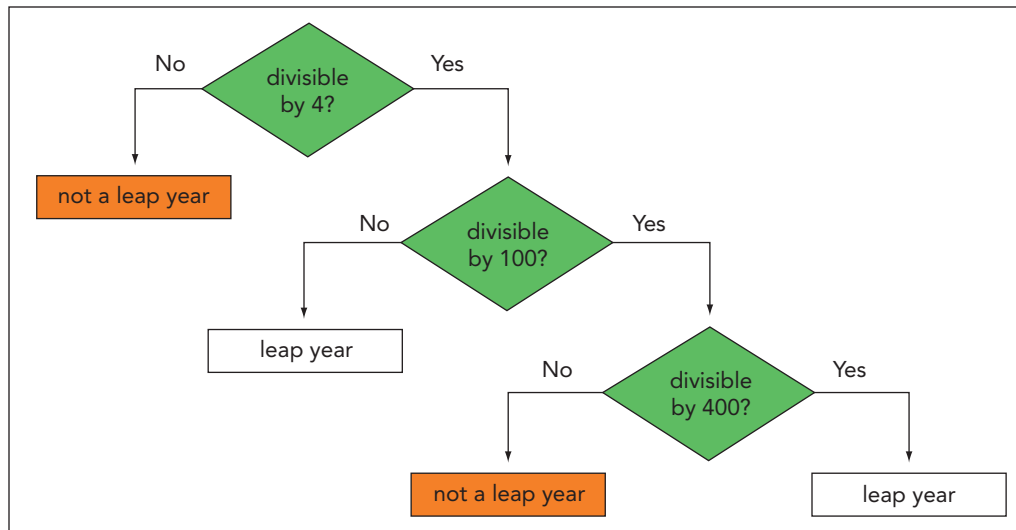 No
Yes
divisible
by 4?
not a leap year
No
Yes
divisible
by 100?
leap year
No
Yes
divisible
by 400?
not a leap year
leap year